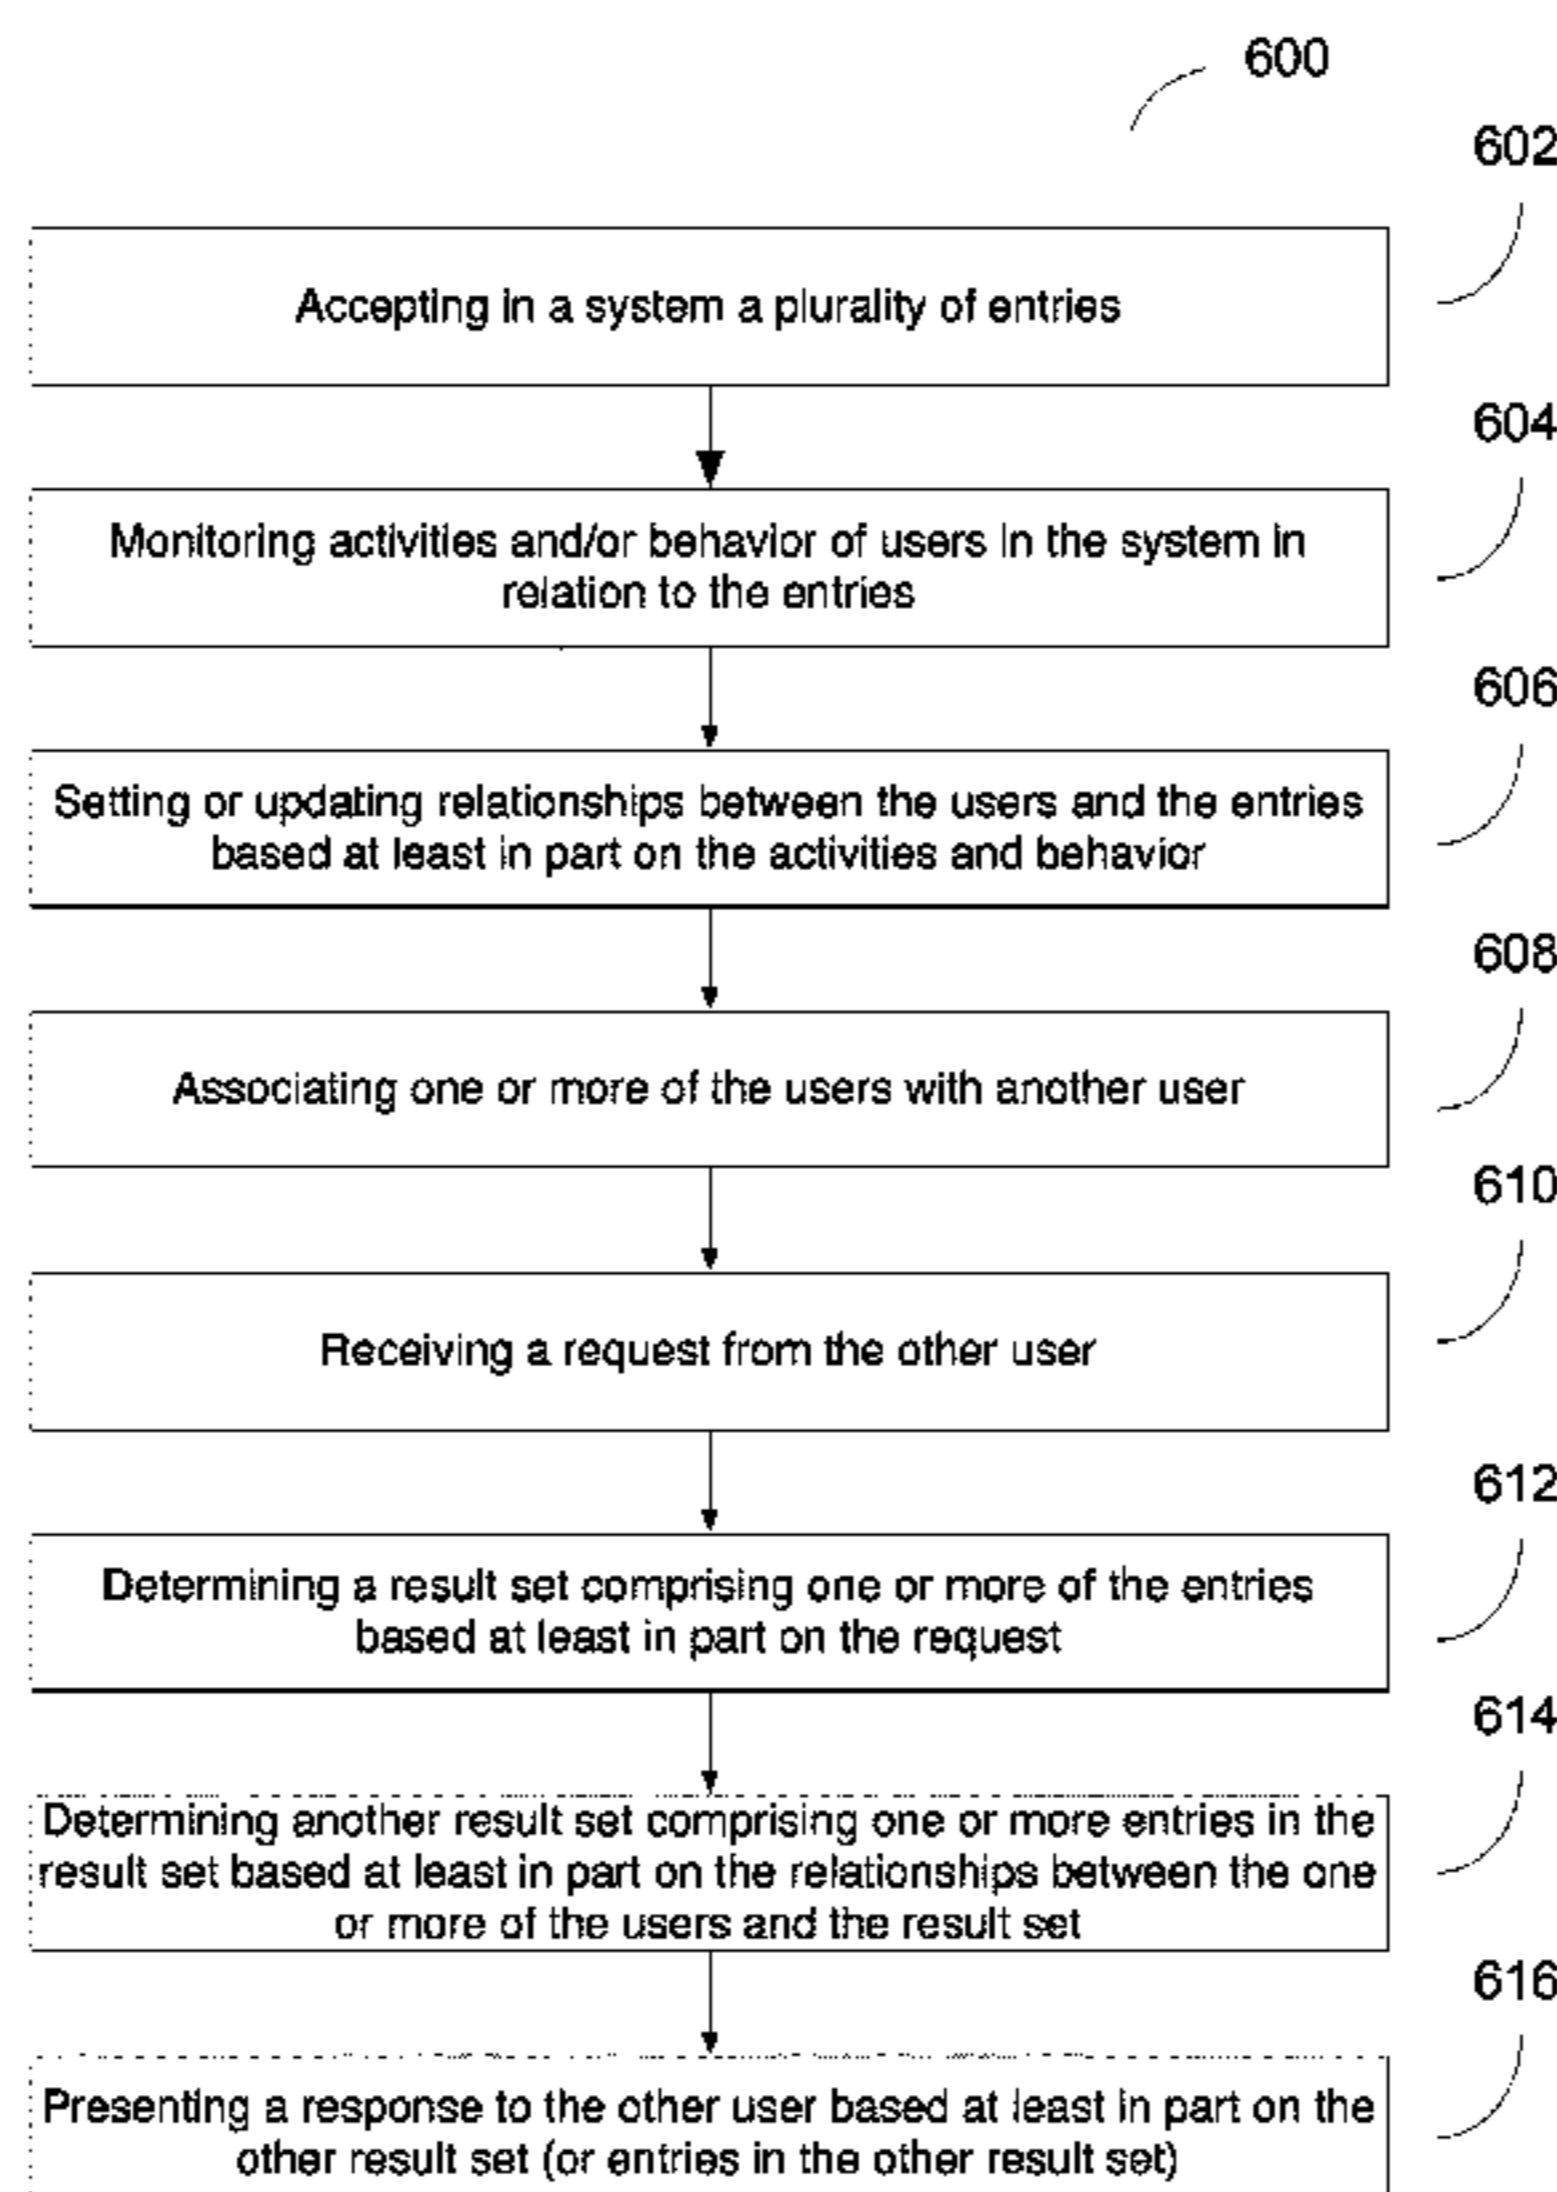 600
602
Accepting in a system a plurality of entries
604
Monitoring activities and/or behavior of users in the system in
relation to the entries
606
Setting or updating relationships between the users and the entries
based at least in part on the activities and behavior
608
Associating one or more of the users with another user
610
Receiving a request from the other user
612
Determining a result set comprising one or more of the entries
based at least in part on the request
614
Determining another result set comprising one or more entries in the
result set based at least in part on the relationships between the one
or more of the users and the result set
616
Presenting a response to the other user based at least in part on the
other result set (or entries in the other result set)